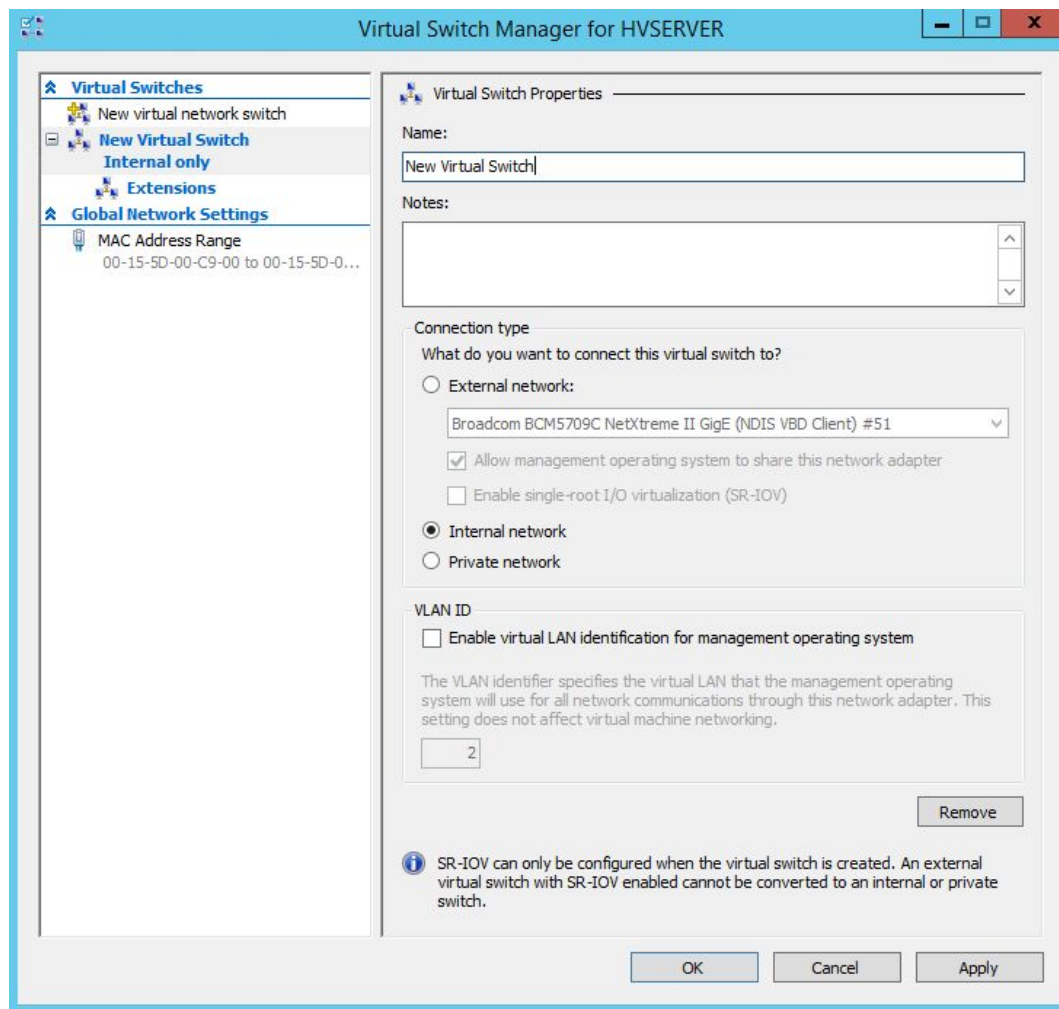 Virtual Switch Manager for HVSERVER
x
Virtual Switches
New virtual network switch
New Virtual Switch
Internal only
Extensions
Global Network Settings
MAC Address Range
00-15-5D-00-C9-00 to 00-15-5D-0...
Virtual Switch Properties
Name:
New Virtual Switch
Notes:
Connection type
What do you want to connect this virtual switch to?
External network:
Broadcom BCM5709C NetXtreme II GigE (NDIS VBD Client) #51
Allow management operating system to share this network adapter
Enable single-root I/O virtualization (SR-IOV)
Internal network
Private network
VLAN ID
Enable virtual LAN identification for management operating system
The VLAN identifier specifies the virtual LAN that the management operating
system will use for all network communications through this network adapter. This
setting does not affect virtual machine networking.
2
Remove
SR-IOV can only be configured when the virtual switch is created. An external
virtual switch with SR-IOV enabled cannot be converted to an internal or private
switch.
OK
Cancel
Apply